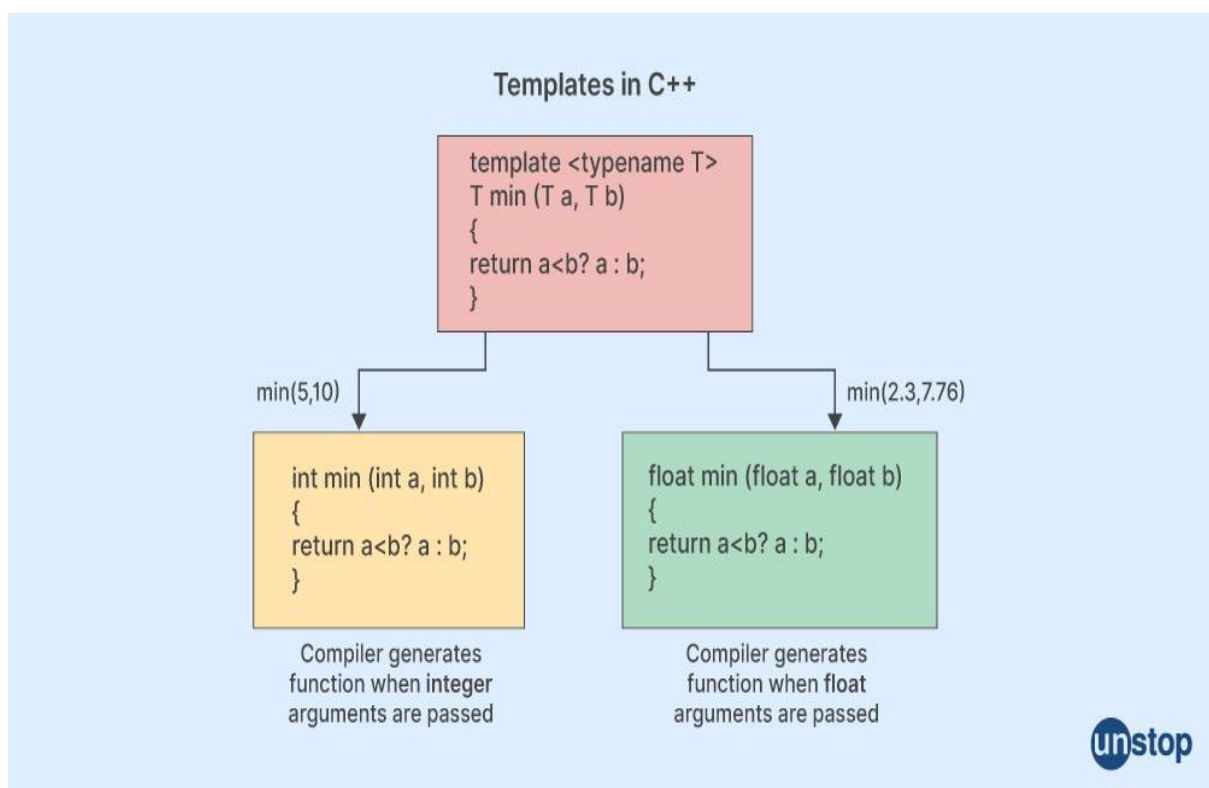 Templates in C++
template <typename T>
T min (T a, T b)
{
return a<b? a : b;
}
min(5,10)
min(2.3,7.76)
int min (int a, int b)
{
return a<b? a : b;
}
Compiler generates
function when integer
arguments are passed
float min (float a, float b)
{
return a<b? a : b;
}
Compiler generates
function when float
arguments are passed
unstop